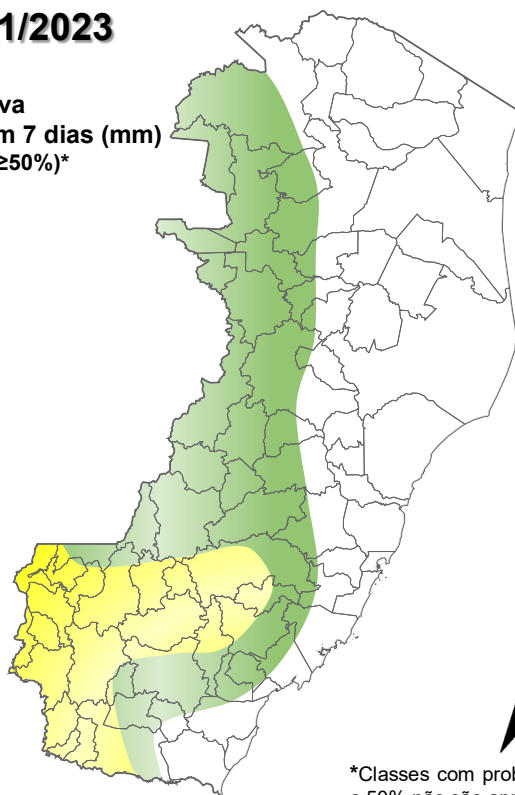 1/2023
va
m 7 dias (mm)
≥50%)*
*Classes com prob